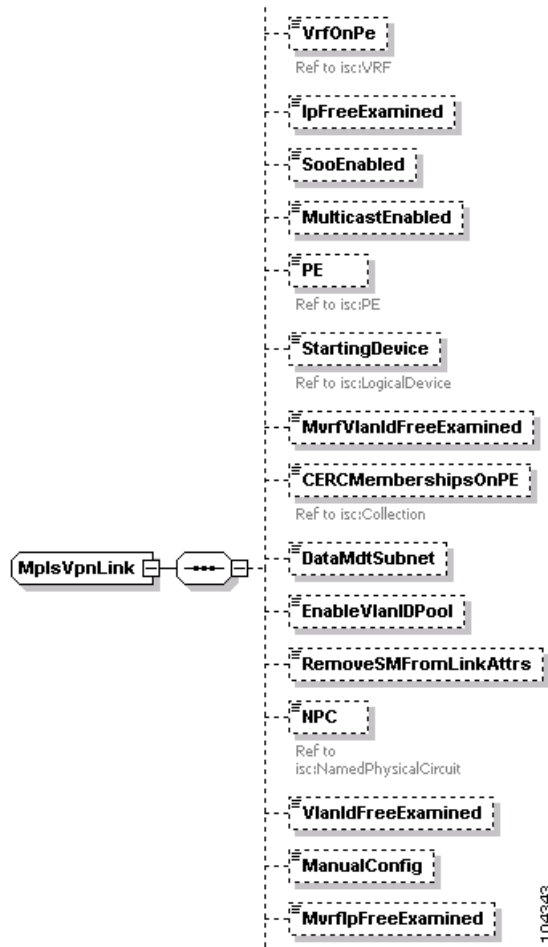 VrfOnPe
Ref to isc:VRF
IpFreeExamined
SooEnabled
MulticastEnabled
PE
Ref to isc:PE
StartingDevice
Ref to isc:LogicalDevice
MvrfVlanIdFreeExamined
CERCMembershipsOnPE
Ref to isc:Collection
MplsVpnLink
DataMdtSubnet
EnableVlanIDPool
RemoveSMFromLinkAttrs
NPC
Ref to
isc:NamedPhysicalCircuit
VlanIdFreeExamined
ManualConfig
MvrfIpFreeExamined
104343